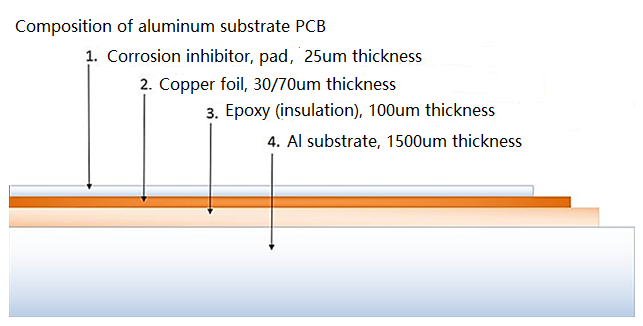 Composition of aluminum substrate PCB
1. Corrosion inhibitor, pad, 25um thickness
2. Copper foil, 30/70um thickness
3. Epoxy (insulation), 100um thickness
4. Al substrate, 1500um thickness